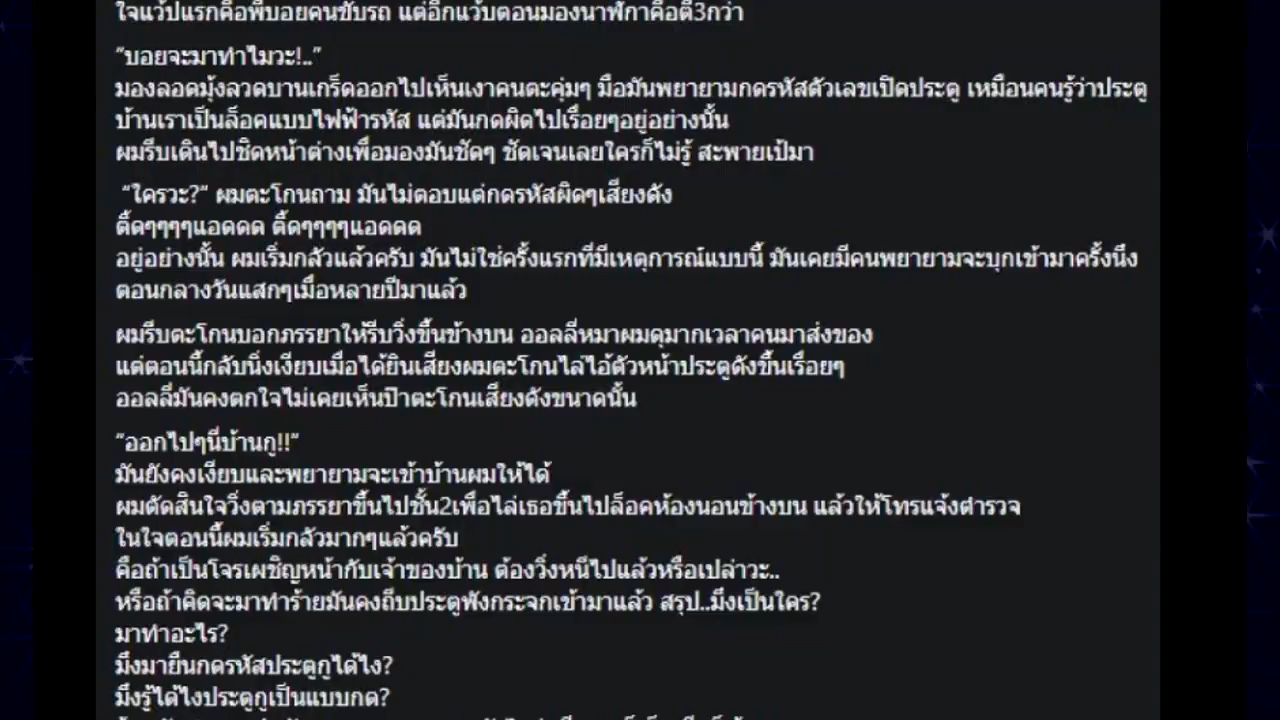 ใจแว้ปแรกคือพี่บอยคนขับรถ แต่อีกแว้บตอนมองนาฬิกาคือตี3กว่า
“บอยจะมาทำไมวะ!..”
มองลอดมุ้งลวดบานเกร็ดออกไปเห็นเงาคนตะคุ่มๆ มือมันพยายามกดรหัสตัวเลขเปิดประตู เหมือนคนรู้ว่าประตู
บ้านเราเป็นล็อคแบบไฟฟ้ารหัส แต่มันกดผิดไปเรื่อยๆอยู่อย่างนั้น
ผมรีบเดินไปชิดหน้าต่างเพื่อมองมันชัดๆ ชัดเจนเลยใครก็ไม่รู้ สะพายเป้มา
“ใครวะ?” ผมตะโกนถาม มันไม่ตอบแต่กดรหัสผิดๆเสียงดัง
ติ๊ดๆๆๆๆแอดดด ติ๊ดๆๆๆๆแอดดด
อยู่อย่างนั้น ผมเริ่มกลัวแล้วครับ มันไม่ใช่ครั้งแรกที่มีเหตุการณ์แบบนี้ มันเคยมีคนพยายามจะบุกเข้ามาครั้งนึง
ตอนกลางวันแสกๆเมื่อหลายปีมาแล้ว
ผมรีบตะโกนบอกภรรยาให้รีบวิ่งขึ้นข้างบน ออลลี่หมาผมดุมากเวลาคนมาส่งของ
แต่ตอนนี้กลับนิ่งเงียบเมื่อได้ยินเสียงผมตะโกนไล่ไอ้ตัวหน้าประตูดังขึ้นเรื่อยๆ
ออลลี่มันคงตกใจไม่เคยเห็นป๊าตะโกนเสียงดังขนาดนั้น
“ออกไปๆนี่บ้านกู!!”
มันยังคงเงียบและพยายามจะเข้าบ้านผมให้ได้
ผมตัดสินใจวิ่งตามภรรยาขึ้นไปชั้น2เพื่อไล่เธอขึ้นไปล็อคห้องนอนข้างบน แล้วให้โทรแจ้งตำรวจ
ในใจตอนนี้ผมเริ่มกลัวมากๆแล้วครับ
คือถ้าเป็นโจรเผชิญหน้ากับเจ้าของบ้าน ต้องวิ่งหนีไปแล้วหรือเปล่าวะ..
หรือถ้าคิดจะมาทำร้ายมันคงถีบประตูพังกระจกเข้ามาแล้ว สรุป..มึงเป็นใคร?
มาทำอะไร?
มึงมายืนกดรหัสประตูกูได้ไง?
มึงรู้ได้ไงประตูกูเป็นแบบกด?